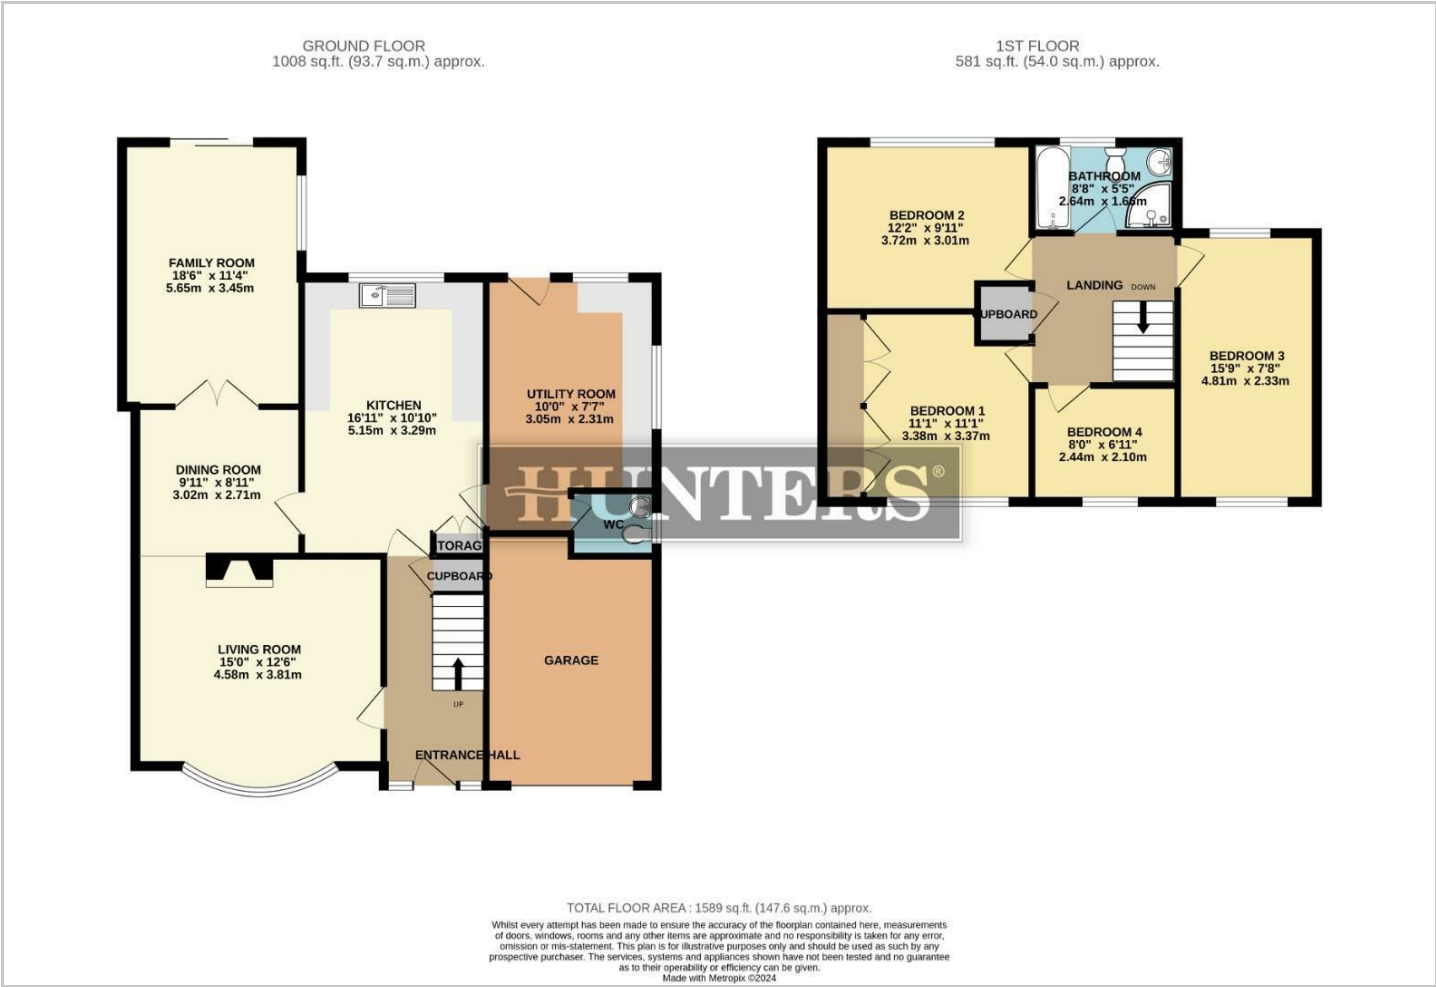 GROUND FLOOR
1008 sq.ft. (93.7 sq.m.) approx.
1ST FLOOR
581 sq.ft. (54.0 sq.m.) approx.
FAMILY ROOM
18'6" x 11'4"
5.65m x 3.45m
KITCHEN
16'11" x 10'10"
5.15m x 3.29m
UTILITY ROOM
10'0" x 7'7"
3.05m x 2.31m
DINING ROOM
9'11" x 8'11"
3.02m x 2.71m
WC
TORAG
CUPBOARD
LIVING ROOM
15'0" x 12'6"
4.58m x 3.81m
GARAGE
UP
ENTRANCE HALL
BATHROOM
8'8" x 5'5"
2.64m x 1.66m
BEDROOM 2
12'2" x 9'11"
3.72m x 3.01m
LANDING
DOWN
UPBOARD
BEDROOM 3
15'9" x 7'8"
4.81m x 2.33m
BEDROOM 1
11'1" x 11'1"
3.38m x 3.37m
BEDROOM 4
8'0" x 6'11"
2.44m x 2.10m
HUNTERS®
TOTAL FLOOR AREA : 1589 sq.ft. (147.6 sq.m.) approx.
Whilst every attempt has been made to ensure the accuracy of the floorplan contained here, measurements
of doors, windows, rooms and any other items are approximate and no responsibility is taken for any error,
omission or mis-statement. This plan is for illustrative purposes only and should be used as such by any
prospective purchaser. The services, systems and appliances shown have not been tested and no guarantee
as to their operability or efficiency can be given.
Made with Metropix ©2024